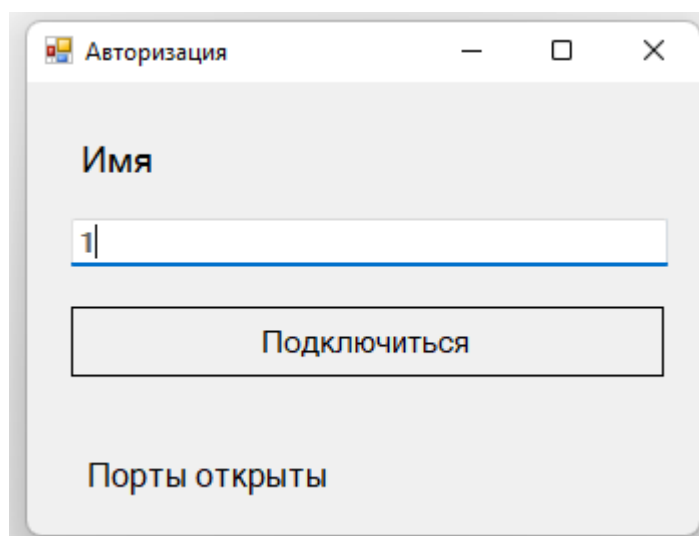 Авторизация
Имя
1
Подключиться
Порты открыты